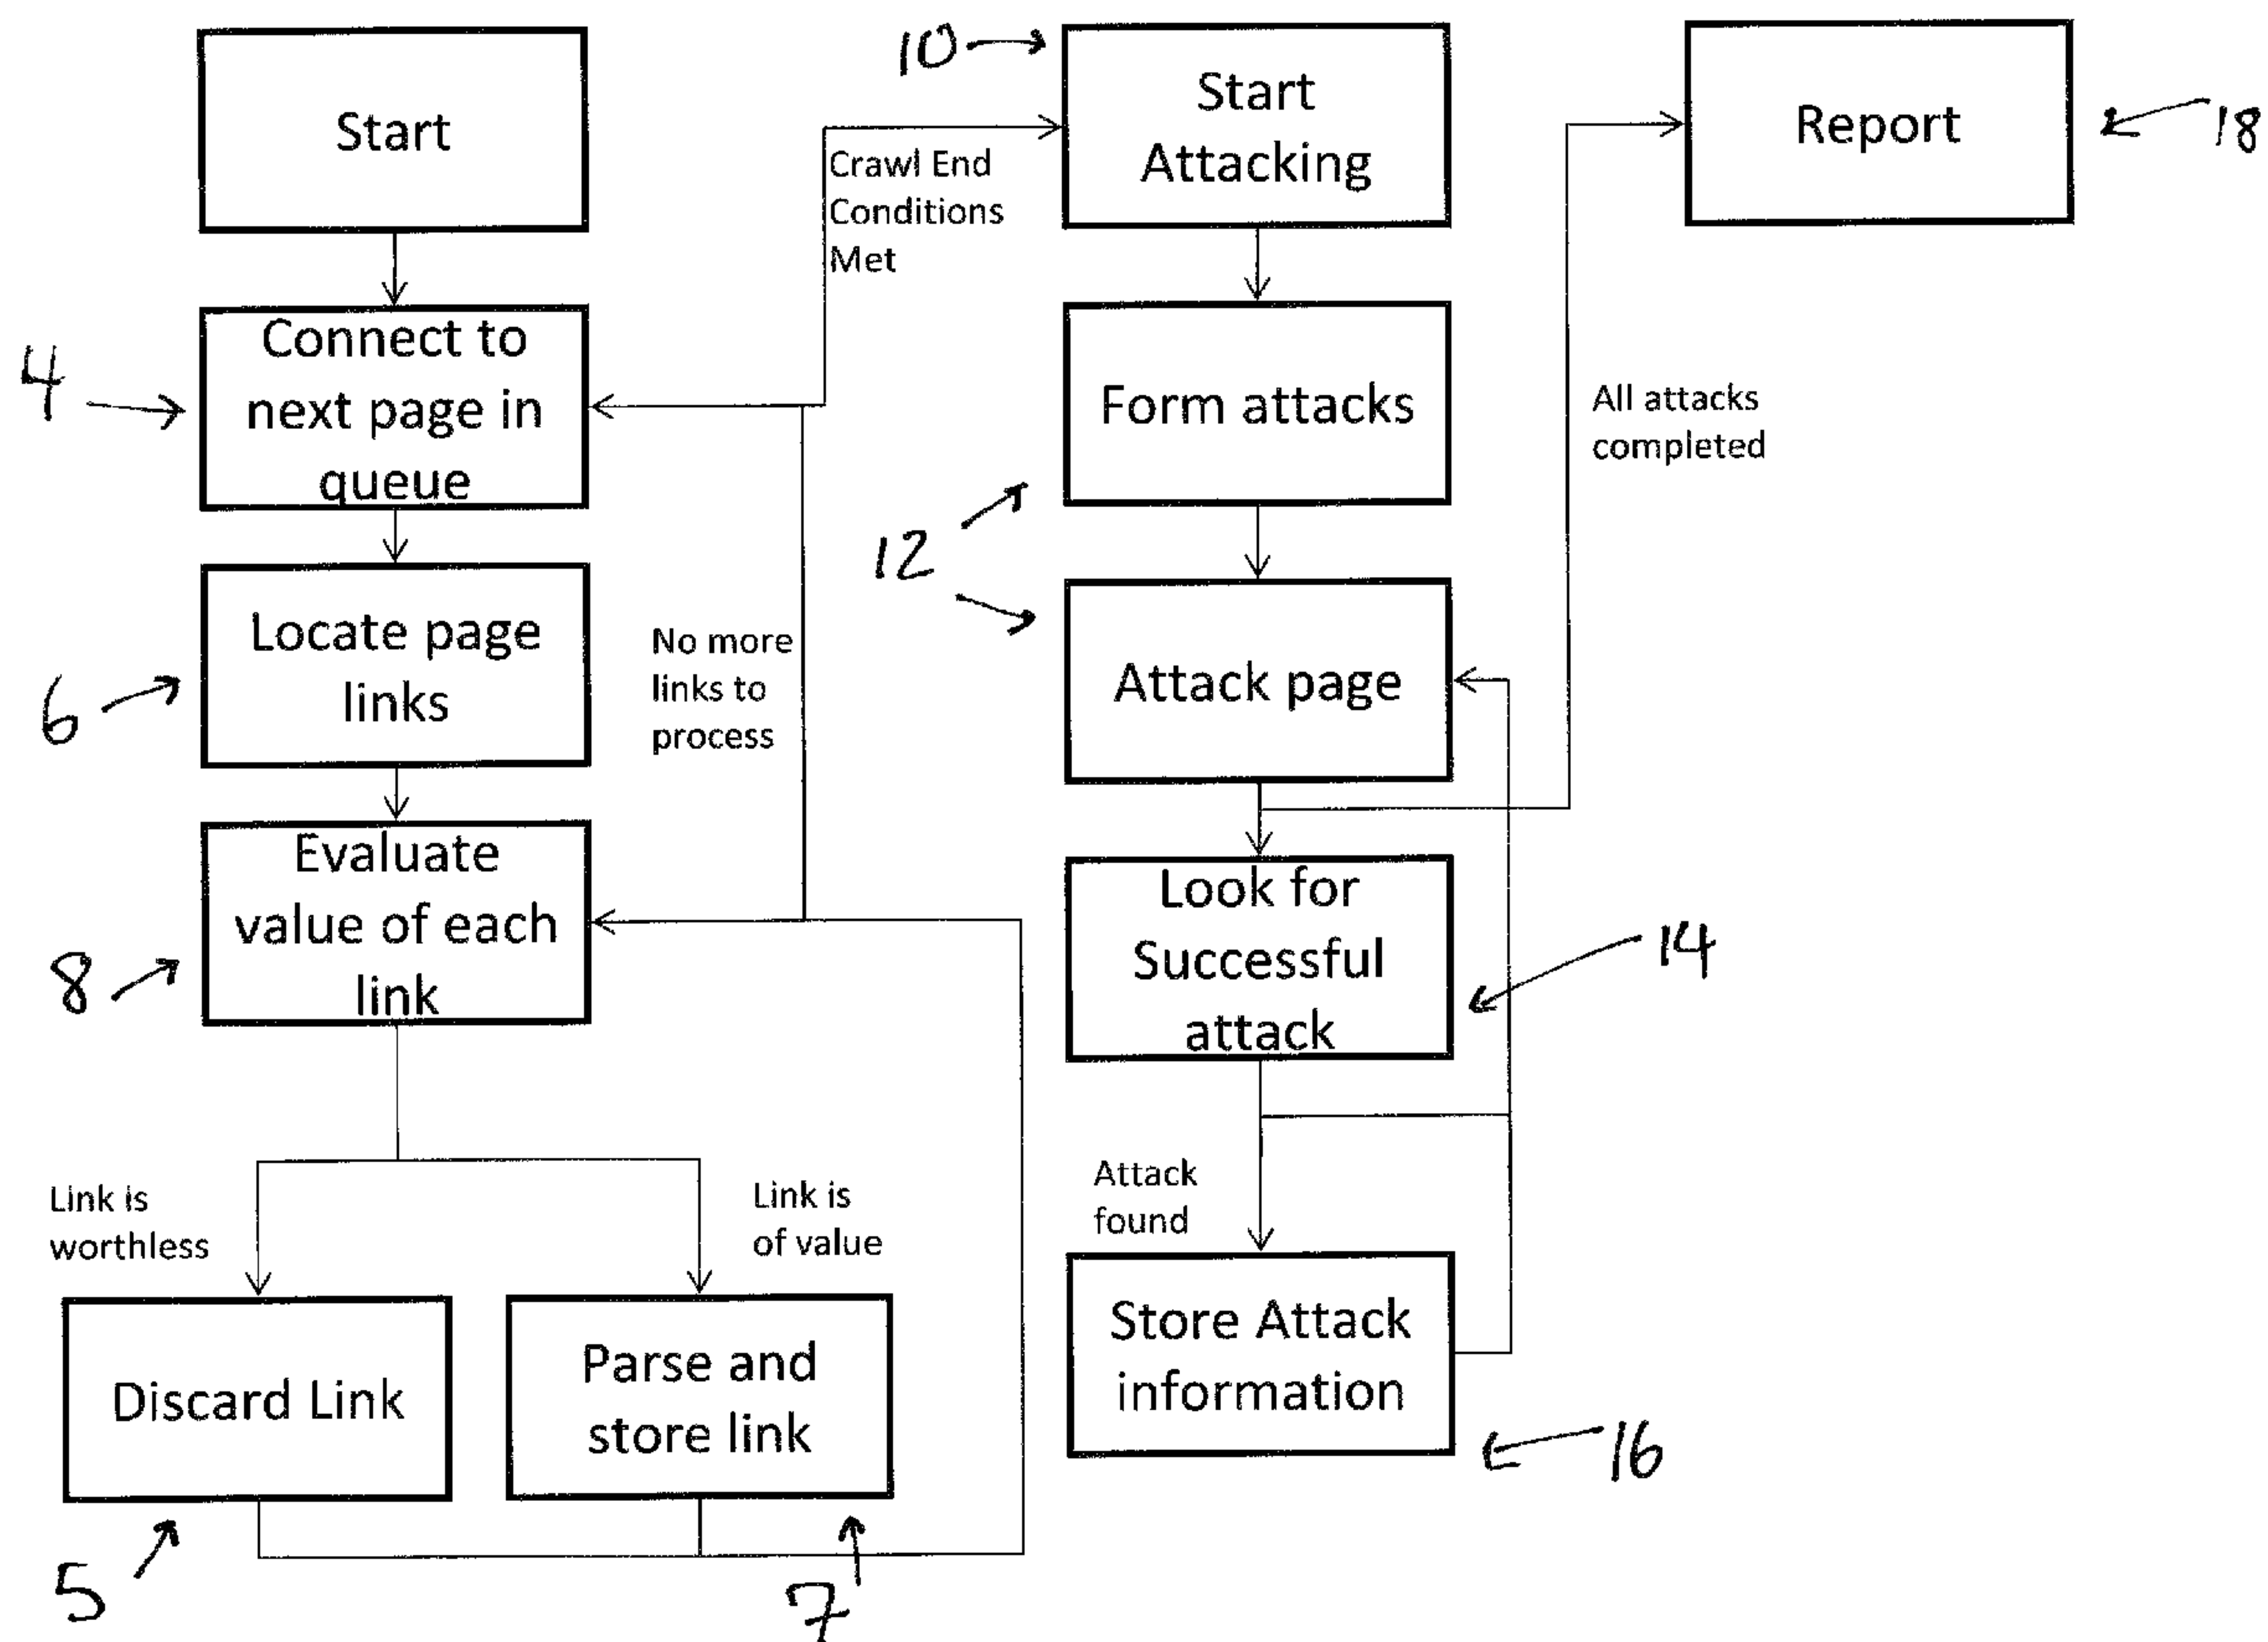 Start
4
Connect to
next page in
queue
6
Locate page
links
8
Evaluate
value of each
link
No more
links to
process
Link is
worthless
Link is
of value
Discard Link
5
Parse and
store link
7
Crawl End
Conditions
Met
10
Start
Attacking
Form attacks
12
Attack page
Look for
Successful
attack
14
Attack
found
Store Attack
information
16
All attacks
completed
Report
18